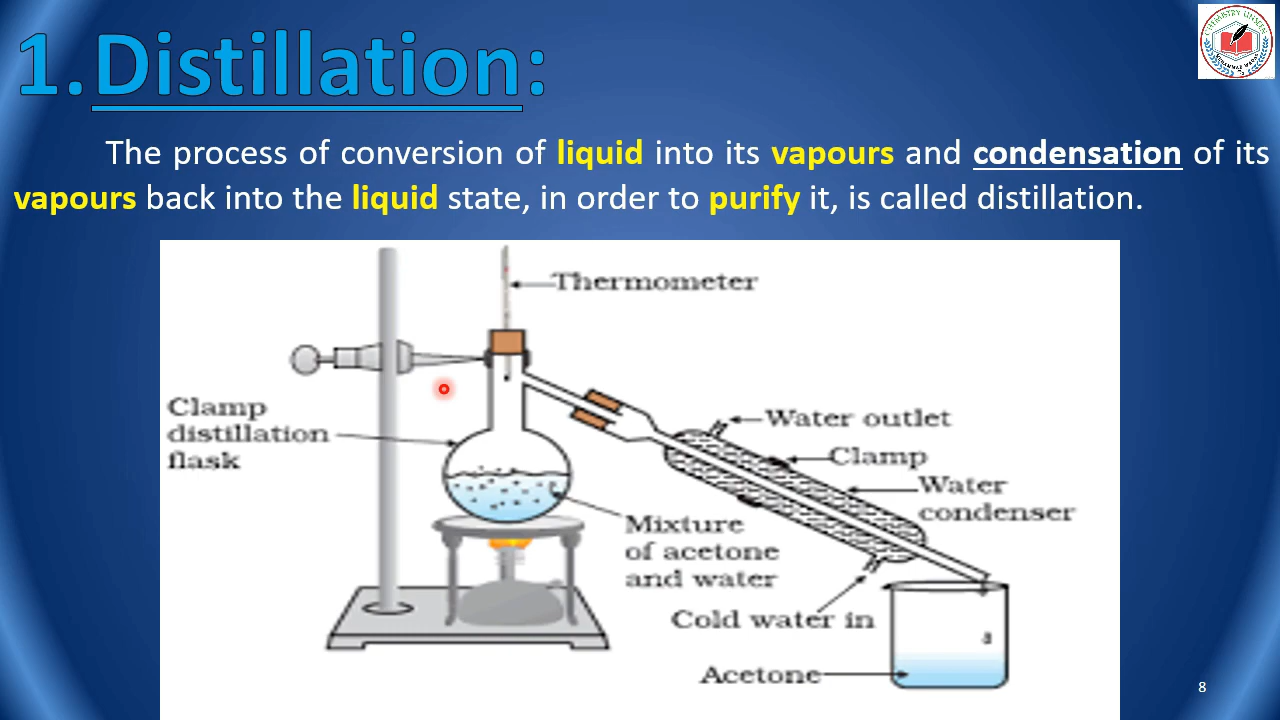 1.Distillation:
CHEMISTRY
The process of conversion of liquid into its vapours and condensation of its
vapours back into the liquid state, in order to purify it, is called distillation.
Thermometer
Clamp
distillation
flask
Water outlet
Clamp
Water
condenser
Mixture
of acetone
and water
Cold water in
Acetone
8